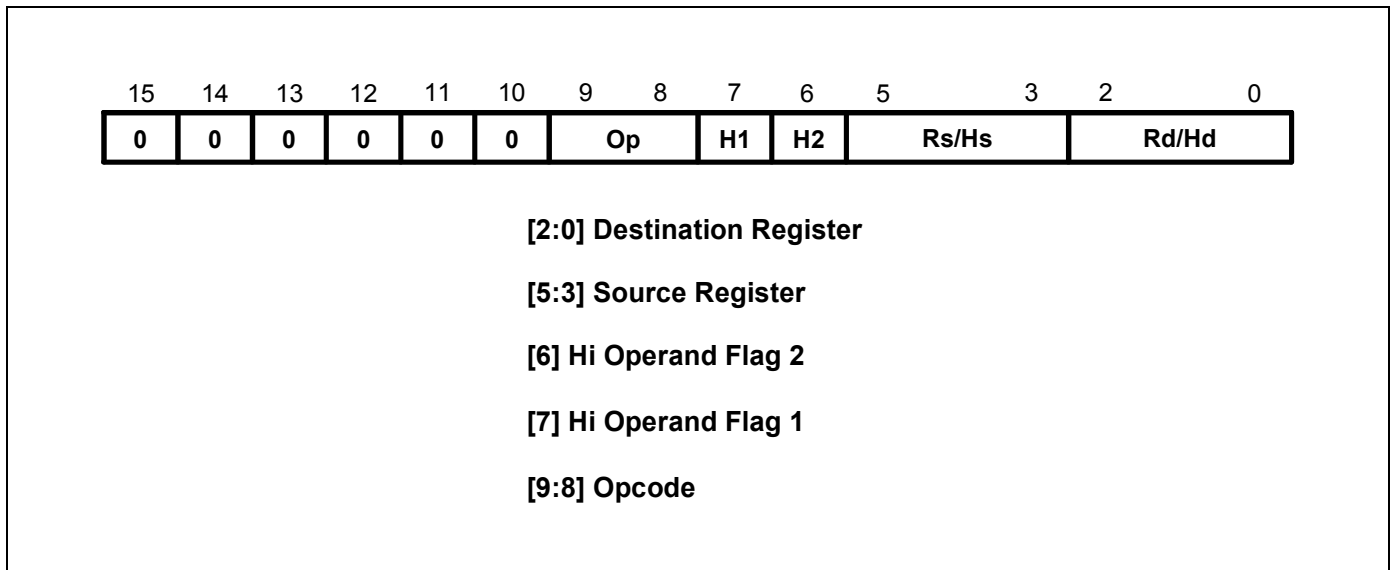 15 14 13 12 11 10 9 8 7 6 5 3 2 0
0 0 0 0 0 0 Op H1 H2 Rs/Hs Rd/Hd
[2:0] Destination Register
[5:3] Source Register
[6] Hi Operand Flag 2
[7] Hi Operand Flag 1
[9:8] Opcode